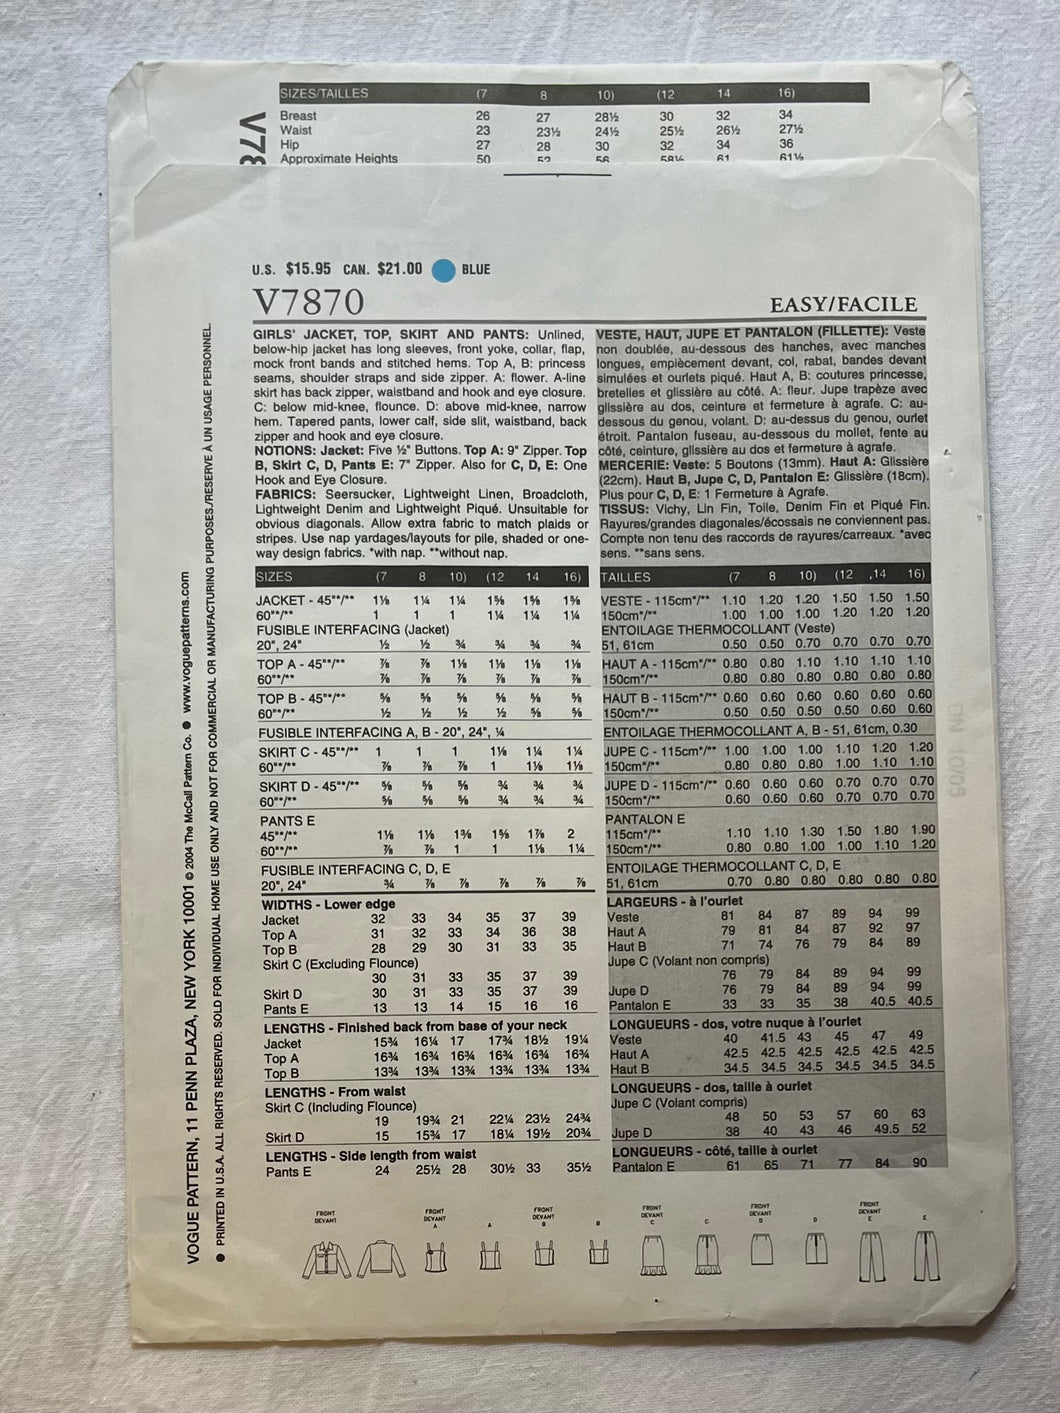 SIZES/TAILLES (7 8 10) (12 14 16)
Breast 26 27 28½ 30 32 34
Waist 23 23½ 24½ 25½ 26½ 27½
Hip 27 28 30 32 34 36
Approximate Heights 50 52 56 58½ 61 61½
V78
U.S. $15.95 CAN. $21.00 BLUE
V7870
EASY/FACILE
GIRLS' JACKET, TOP, SKIRT AND PANTS: Unlined,
below-hip jacket has long sleeves, front yoke, collar, flap,
mock front bands and stitched hems. Top A, B: princess
seams, shoulder straps and side zipper. A: flower. A-line
skirt has back zipper, waistband and hook and eye closure.
C: below mid-knee, flounce. D: above mid-knee, narrow
hem. Tapered pants, lower calf, side slit, waistband, back
zipper and hook and eye closure.
NOTIONS: Jacket: Five ½" Buttons. Top A: 9" Zipper. Top
B, Skirt C, D, Pants E: 7" Zipper. Also for C, D, E: One
Hook and Eye Closure.
FABRICS: Seersucker, Lightweight Linen, Broadcloth,
Lightweight Denim and Lightweight Piqué. Unsuitable for
obvious diagonals. Allow extra fabric to match plaids or
stripes. Use nap yardages/layouts for pile, shaded or one-
way design fabrics. *with nap. **without nap.
SIZES (7 8 10) (12 14 16)
JACKET - 45"*/** 1⅛ 1¼ 1¼ 1⅝ 1⅝ 1⅝
60"*/** 1 1 1 1¼ 1¼ 1¼
FUSIBLE INTERFACING (Jacket)
20", 24" ½ ½ ¾ ¾ ¾ ¾
TOP A - 45"*/** ⅞ ⅞ 1⅛ 1⅛ 1⅛ 1⅛
60"*/** ⅞ ⅞ ⅞ ⅞ ⅞ ⅞
TOP B - 45"*/** ⅝ ⅝ ⅝ ⅝ ⅝ ⅝
60"*/** ½ ½ ½ ½ ⅝ ⅝
FUSIBLE INTERFACING A, B - 20", 24", ¼
SKIRT C - 45"*/** 1 1 1 1⅛ 1¼ 1¼
60"*/** ⅞ ⅞ ⅞ 1 1⅛ 1⅛
SKIRT D - 45"*/** ⅝ ⅝ ⅝ ¾ ¾ ¾
60"*/** ⅝ ⅝ ⅝ ¾ ¾ ¾
PANTS E
45"*/** 1⅛ 1⅛ 1⅜ 1⅝ 1⅞ 2
60"*/** ⅞ ⅞ 1 1 1⅛ 1¼
FUSIBLE INTERFACING C, D, E
20", 24" ¾ ⅞ ⅞ ⅞ ⅞ ⅞
WIDTHS - Lower edge
Jacket 32 33 34 35 37 39
Top A 31 32 33 34 36 38
Top B 28 29 30 31 33 35
Skirt C (Excluding Flounce)
30 31 33 35 37 39
Skirt D 30 31 33 35 37 39
Pants E 13 13 14 15 16 16
LENGTHS - Finished back from base of your neck
Jacket 15¾ 16¼ 17 17¾ 18½ 19¼
Top A 16¾ 16¾ 16¾ 16¾ 16¾ 16¾
Top B 13¾ 13¾ 13¾ 13¾ 13¾ 13¾
LENGTHS - From waist
Skirt C (Including Flounce)
19 19¾ 21 22¼ 23½ 24¾
Skirt D 15 15¾ 17 18¼ 19½ 20¾
LENGTHS - Side length from waist
Pants E 24 25½ 28 30½ 33 35½
VESTE, HAUT, JUPE ET PANTALON (FILLETTE): Veste
non doublée, au-dessous des hanches, avec manches
longues, empiècement devant, col, rabat, bandes devant
simulées et ourlets piqué. Haut A, B: coutures princesse,
bretelles et glissière au côté. A: fleur. Jupe trapèze avec
glissière au dos, ceinture et fermeture à agrafe. C: au-
dessous du genou, volant. D: au-dessus du genou, ourlet
étroit. Pantalon fuseau, au-dessous du mollet, fente au
côté, ceinture, glissière au dos et fermeture à agrafe.
MERCERIE: Veste: 5 Boutons (13mm). Haut A: Glissière
(22cm). Haut B, Jupe C, D, Pantalon E: Glissière (18cm).
Plus pour C, D, E: 1 Fermeture à Agrafe.
TISSUS: Vichy, Lin Fin, Toile, Denim Fin et Piqué Fin.
Rayures/grandes diagonales/écossais ne conviennent pas.
Compte non tenu des raccords de rayures/carreaux. *avec
sens. **sans sens.
TAILLES (7 8 10) (12 14 16)
VESTE - 115cm*/** 1.10 1.20 1.20 1.50 1.50 1.50
150cm*/** 1.00 1.00 1.00 1.20 1.20 1.20
ENTOILAGE THERMOCOLLANT (Veste)
51, 61cm 0.50 0.50 0.70 0.70 0.70 0.70
HAUT A - 115cm*/** 0.80 0.80 1.10 1.10 1.10 1.10
150cm*/** 0.80 0.80 0.80 0.80 0.80 0.80
HAUT B - 115cm*/** 0.60 0.60 0.60 0.60 0.60 0.60
150cm*/** 0.50 0.50 0.50 0.50 0.60 0.60
ENTOILAGE THERMOCOLLANT A, B - 51, 61cm, 0.30
JUPE C - 115cm*/** 1.00 1.00 1.00 1.10 1.20 1.20
150cm*/** 0.80 0.80 0.80 1.00 1.10 1.10
JUPE D - 115cm*/** 0.60 0.60 0.60 0.70 0.70 0.70
150cm*/** 0.60 0.60 0.60 0.70 0.70 0.70
PANTALON E
115cm*/** 1.10 1.10 1.30 1.50 1.80 1.90
150cm*/** 0.80 0.80 1.00 1.00 1.10 1.20
ENTOILAGE THERMOCOLLANT C, D, E
51, 61cm 0.70 0.80 0.80 0.80 0.80 0.80
LARGEURS - à l'ourlet
Veste 81 84 87 89 94 99
Haut A 79 81 84 87 92 97
Haut B 71 74 76 79 84 89
Jupe C (Volant non compris)
76 79 84 89 94 99
Jupe D 76 79 84 89 94 99
Pantalon E 33 33 35 38 40.5 40.5
LONGUEURS - dos, votre nuque à l'ourlet
Veste 40 41.5 43 45 47 49
Haut A 42.5 42.5 42.5 42.5 42.5 42.5
Haut B 34.5 34.5 34.5 34.5 34.5 34.5
LONGUEURS - dos, taille à ourlet
Jupe C (Volant compris)
48 50 53 57 60 63
Jupe D 38 40 43 46 49.5 52
LONGUEURS - côté, taille à ourlet
Pantalon E 61 65 71 77 84 90
FRONT DEVANT
FRONT DEVANT A
A
FRONT DEVANT B
B
FRONT DEVANT C
C
FRONT DEVANT D
D
FRONT DEVANT E
E
VOGUE PATTERN, 11 PENN PLAZA, NEW YORK 10001 © 2004 The McCall Pattern Co. ● www.voguepatterns.com
● PRINTED IN U.S.A. ALL RIGHTS RESERVED. SOLD FOR INDIVIDUAL HOME USE ONLY AND NOT FOR COMMERCIAL OR MANUFACTURING PURPOSES./RESERVE À UN USAGE PERSONNEL.